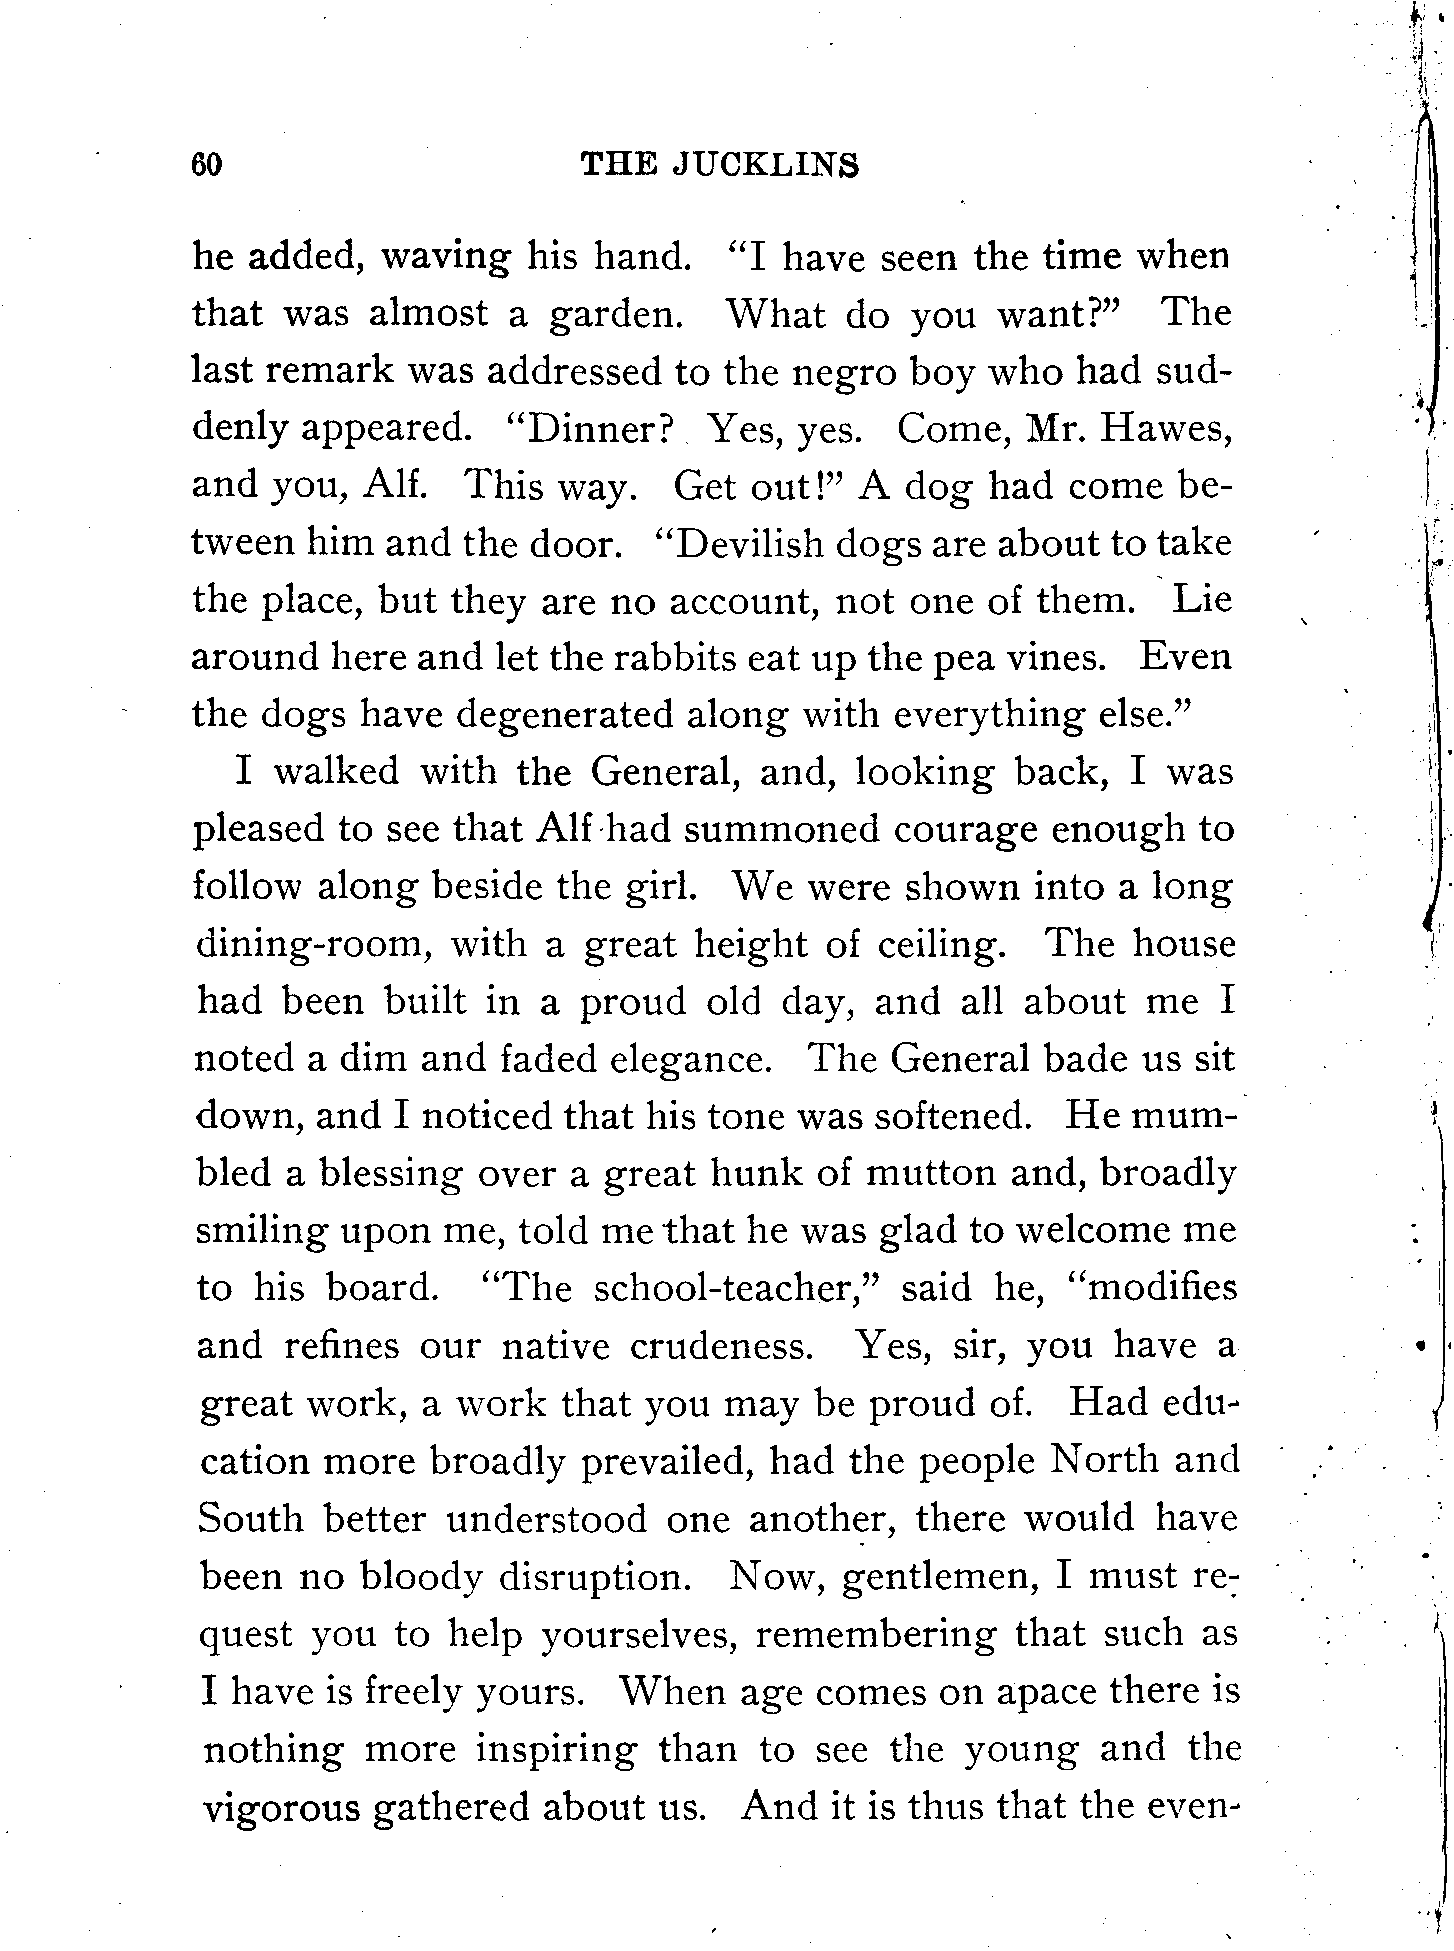 60 THE JUCKLINS
he added, waving his hand. "I have seen the time when
that was almost a garden. What do you want?" The
last remark was addressed to the negro boy who had sud-
denly appeared. "Dinner? Yes, yes. Come, Mr. Hawes,
and you, Alf. This way. Get out!" A dog had come be-
tween him and the door. "Devilish dogs are about to take
the place, but they are no account, not one of them. Lie
around here and let the rabbits eat up the pea vines. Even
the dogs have degenerated along with everything else."
I walked with the General, and, looking back, I was
pleased to see that Alf had summoned courage enough to
follow along beside the girl. We were shown into a long
dining-room, with a great height of ceiling. The house
had been built in a proud old day, and all about me I
noted a dim and faded elegance. The General bade us sit
down, and I noticed that his tone was softened. He mum-
bled a blessing over a great hunk of mutton and, broadly
smiling upon me, told me that he was glad to welcome me
to his board. "The school-teacher," said he, "modifies
and refines our native crudeness. Yes, sir, you have a
great work, a work that you may be proud of. Had edu-
cation more broadly prevailed, had the people North and
South better understood one another, there would have
been no bloody disruption. Now, gentlemen, I must re-
quest you to help yourselves, remembering that such as
I have is freely yours. When age comes on apace there is
nothing more inspiring than to see the young and the
vigorous gathered about us. And it is thus that the even-